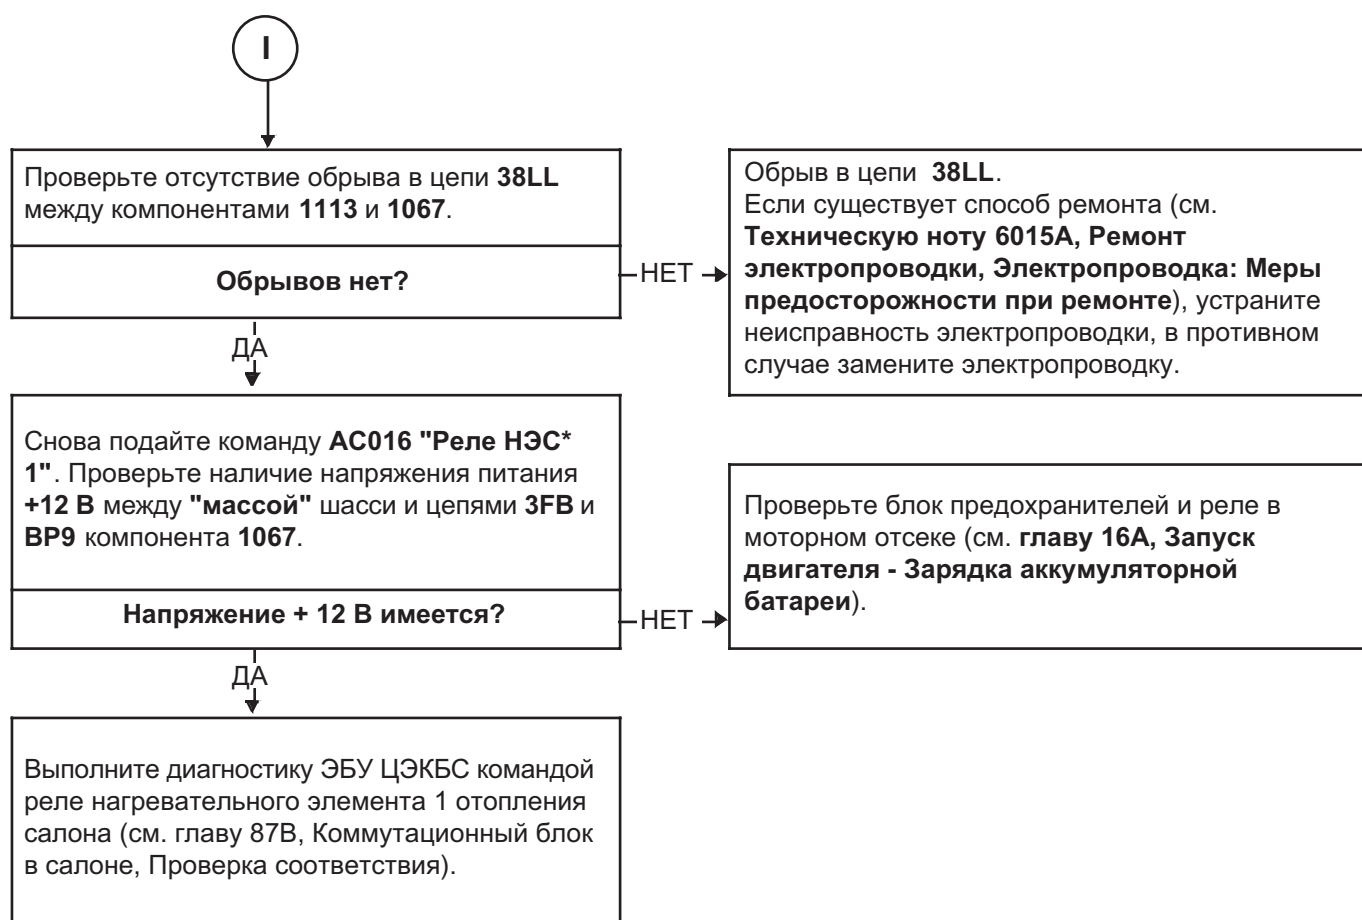 I
Проверьте отсутствие обрыва в цепи 38LL
между компонентами 1113 и 1067.
Обрывов нет?
НЕТ
Обрыв в цепи 38LL.
Если существует способ ремонта (см.
Техническую ноту 6015А, Ремонт
электропроводки, Электропроводка: Меры
предосторожности при ремонте), устраните
неисправность электропроводки, в противном
случае замените электропроводку.
ДА
Снова подайте команду АС016 "Реле НЭС*
1". Проверьте наличие напряжения питания
+12 В между "массой" шасси и цепями 3FB и
BP9 компонента 1067.
Напряжение + 12 В имеется?
НЕТ
Проверьте блок предохранителей и реле в
моторном отсеке (см. главу 16А, Запуск
двигателя - Зарядка аккумуляторной
батареи).
ДА
Выполните диагностику ЭБУ ЦЭКБС командой
реле нагревательного элемента 1 отопления
салона (см. главу 87В, Коммутационный блок
в салоне, Проверка соответствия).